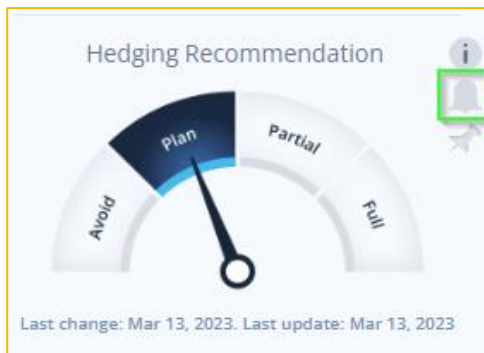 Hedging Recommendation
i
Plan
Partial
Avoid
Full
Last change: Mar 13, 2023. Last update: Mar 13, 2023